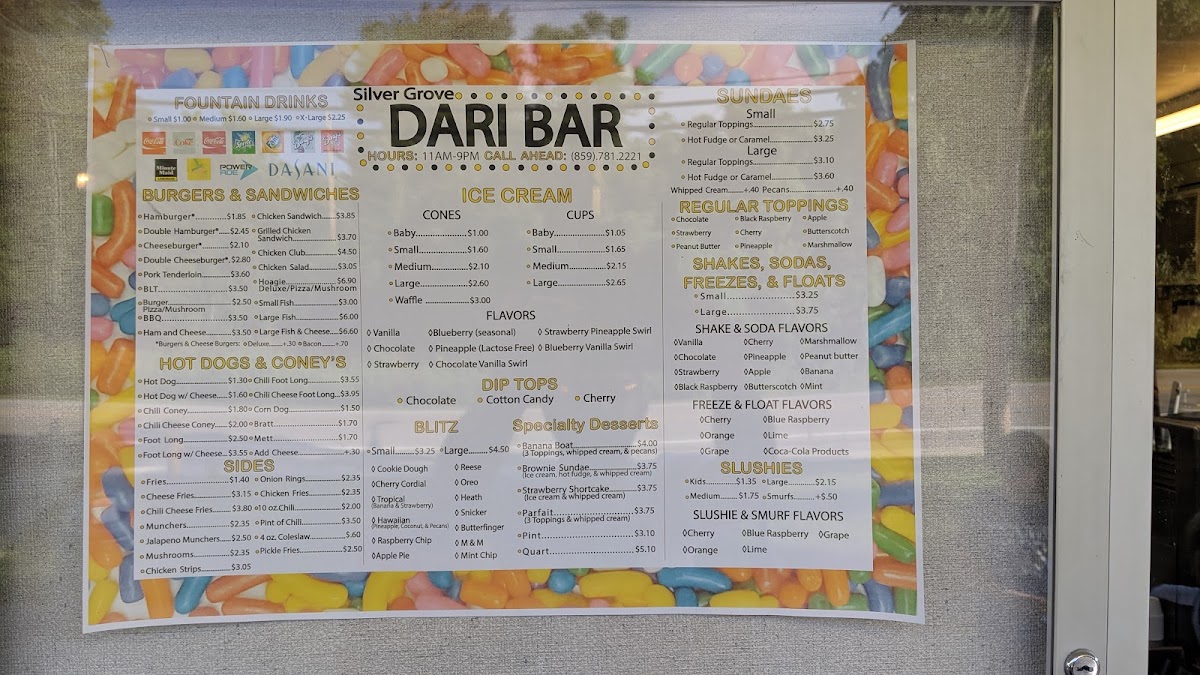 Silver Grove
DARI BAR
HOURS: 11AM-9PM CALL AHEAD: (859).781.2221
FOUNTAIN DRINKS
Small $1.00 Medium $1.60 Large $1.90 X-Large $2.25
Coca-Cola
Coke
Coca-Cola
Sprite
Minute Maid
POWERADE
DASANI
BURGERS & SANDWICHES
Hamburger*.............$1.85
Double Hamburger*....$2.45
Cheeseburger*...........$2.10
Double Cheeseburger*.$2.80
Pork Tenderloin..........$3.60
BLT..........................$3.50
Burger......................$2.50
Pizza/Mushroom
BBQ.........................$3.50
Ham and Cheese.........$3.50
Chicken Sandwich......$3.85
Grilled Chicken
Sandwich.................$3.70
Chicken Club............$4.50
Chicken Salad...........$3.05
Hoagie.....................$6.90
Deluxe/Pizza/Mushroom
Small Fish.................$3.00
Large Fish.................$6.00
Large Fish & Cheese....$6.60
*Burgers & Cheese Burgers: Deluxe........+.30 Bacon........+.70
HOT DOGS & CONEY'S
Hot Dog....................$1.30
Hot Dog w/ Cheese.....$1.60
Chili Coney................$1.80
Chili Cheese Coney.....$2.00
Foot Long..................$2.50
Foot Long w/ Cheese...$3.55
Chili Foot Long..........$3.55
Chili Cheese Foot Long..$3.95
Corn Dog..................$1.50
Bratt........................$1.70
Mett.........................$1.70
Add Cheese...............+30
SIDES
Fries.........................$1.40
Cheese Fries..............$3.15
Chili Cheese Fries.......$3.80
Munchers..................$2.35
Jalapeno Munchers.....$2.50
Mushrooms................$2.35
Chicken Strips............$3.05
Onion Rings...............$2.35
Chicken Fries.............$2.35
10 oz.Chili.................$2.00
Pint of Chili...............$3.50
4 oz. Coleslaw............$.60
Pickle Fries................$2.50
ICE CREAM
CONES
Baby...................$1.00
Small..................$1.60
Medium..............$2.10
Large..................$2.60
Waffle ................$3.00
CUPS
Baby...................$1.05
Small..................$1.65
Medium..............$2.15
Large..................$2.65
FLAVORS
Vanilla
Chocolate
Strawberry
Blueberry (seasonal)
Pineapple (Lactose Free)
Chocolate Vanilla Swirl
Strawberry Pineapple Swirl
Blueberry Vanilla Swirl
DIP TOPS
Chocolate Cotton Candy Cherry
BLITZ
Small........$3.25 Large........$4.50
Cookie Dough
Cherry Cordial
Tropical
(Banana & Strawberry)
Hawaiian
(Pineapple, Coconut, & Pecans)
Raspberry Chip
Apple Pie
Reese
Oreo
Heath
Snicker
Butterfinger
M & M
Mint Chip
Specialty Desserts
Banana Boat....................$4.00
(3 Toppings, whipped cream, & pecans)
Brownie Sundae...............$3.75
(Ice cream, hot fudge, & whipped cream)
Strawberry Shortcake........$3.75
(Ice cream & whipped cream)
Parfait............................$3.75
(3 Toppings & whipped cream)
Pint................................$3.10
Quart.............................$5.10
SUNDAES
Small
Regular Toppings.......................$2.75
Hot Fudge or Caramel.................$3.25
Large
Regular Toppings.......................$3.10
Hot Fudge or Caramel.................$3.60
Whipped Cream.......+.40 Pecans...................+.40
REGULAR TOPPINGS
Chocolate Black Raspberry Apple
Strawberry Cherry Butterscotch
Peanut Butter Pineapple Marshmallow
SHAKES, SODAS,
FREEZES, & FLOATS
Small.......................$3.25
Large.......................$3.75
SHAKE & SODA FLAVORS
Vanilla Cherry Marshmallow
Chocolate Pineapple Peanut butter
Strawberry Apple Banana
Black Raspberry Butterscotch Mint
FREEZE & FLOAT FLAVORS
Cherry Blue Raspberry
Orange Lime
Grape Coca-Cola Products
SLUSHIES
Kids..........$1.35 Large..........$2.15
Medium.....$1.75 Smurfs........+$.50
SLUSHIE & SMURF FLAVORS
Cherry Blue Raspberry Grape
Orange Lime